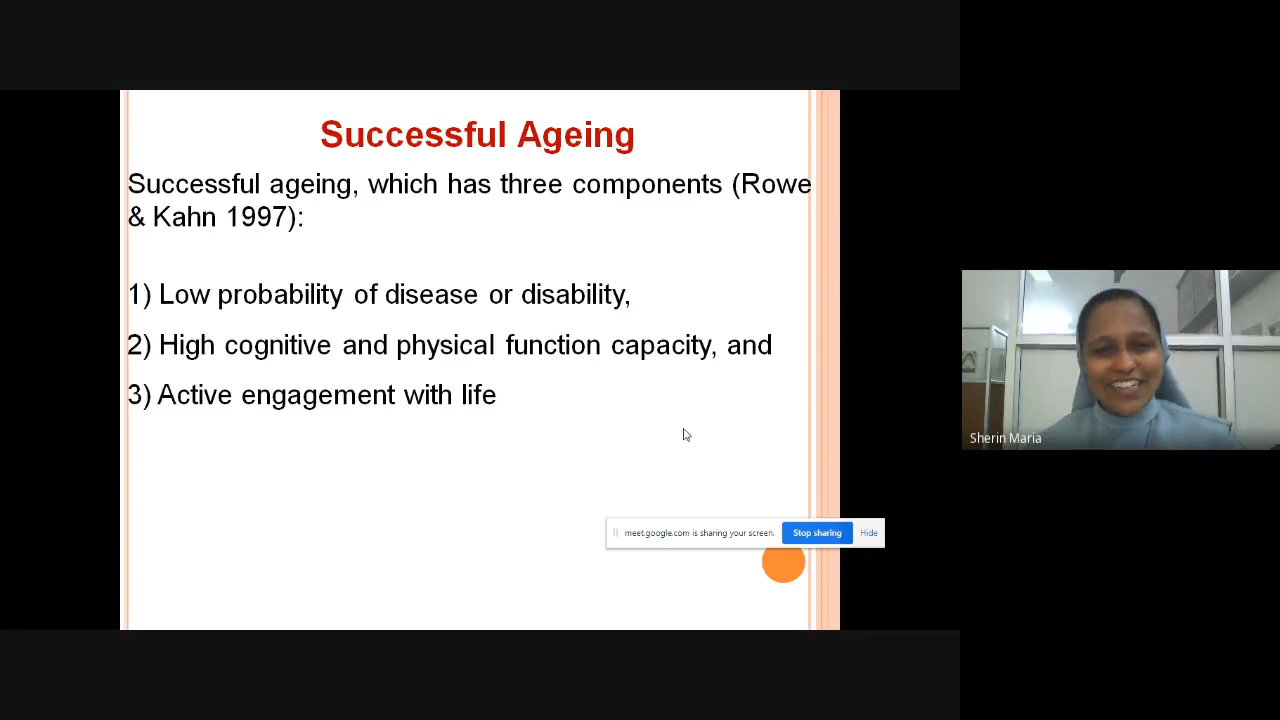 Successful Ageing
Successful ageing, which has three components (Rowe
& Kahn 1997):
1) Low probability of disease or disability,
2) High cognitive and physical function capacity, and
3) Active engagement with life
meet.google.com is sharing your screen.
Stop sharing
Hide
Sherin Maria